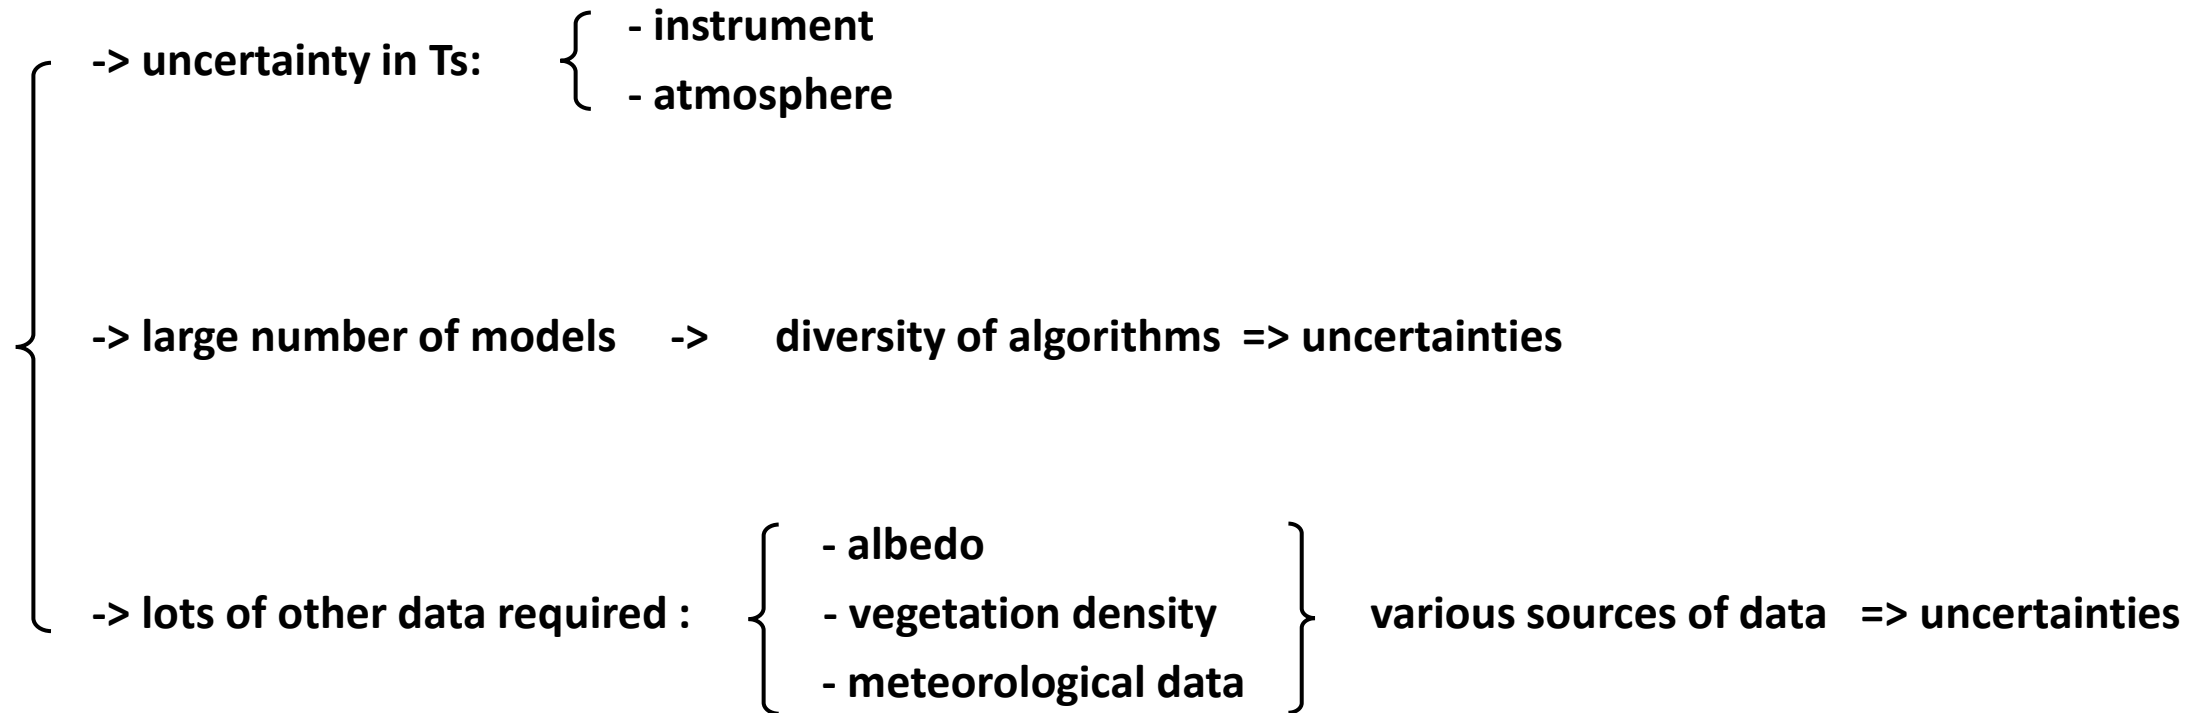 -> uncertainty in Ts:
- instrument
- atmosphere
-> large number of models -> diversity of algorithms => uncertainties
-> lots of other data required :
- albedo
- vegetation density
- meteorological data
various sources of data => uncertainties